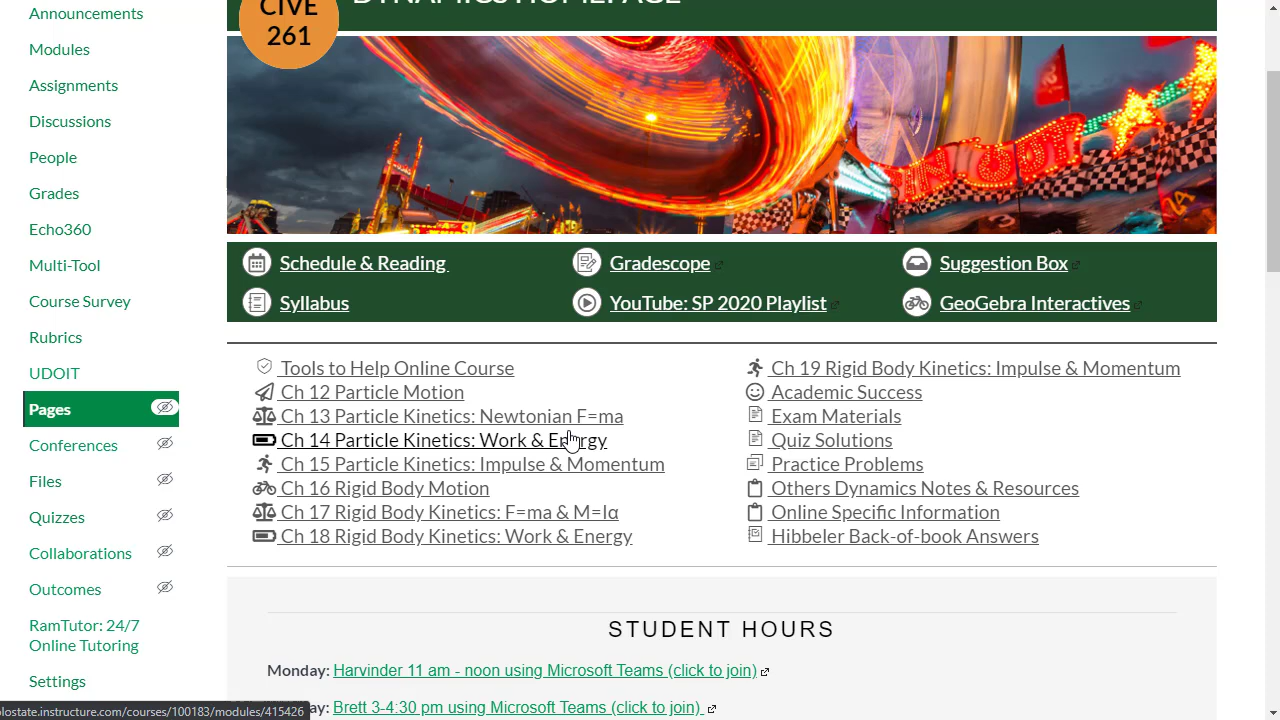 Announcements
CIVE
261
DYNAMICS HOMEPAGE
Modules
Assignments
Discussions
People
Grades
Echo360
Multi-Tool
Course Survey
Rubrics
UDOIT
Pages
Conferences
Files
Quizzes
Collaborations
Outcomes
RamTutor: 24/7
Online Tutoring
Settings
Schedule & Reading
Gradescope
Suggestion Box
Syllabus
YouTube: SP 2020 Playlist
GeoGebra Interactives
Tools to Help Online Course
Ch 12 Particle Motion
Ch 13 Particle Kinetics: Newtonian F=ma
Ch 14 Particle Kinetics: Work & Energy
Ch 15 Particle Kinetics: Impulse & Momentum
Ch 16 Rigid Body Motion
Ch 17 Rigid Body Kinetics: F=ma & M=Iα
Ch 18 Rigid Body Kinetics: Work & Energy
Ch 19 Rigid Body Kinetics: Impulse & Momentum
Academic Success
Exam Materials
Quiz Solutions
Practice Problems
Others Dynamics Notes & Resources
Online Specific Information
Hibbeler Back-of-book Answers
STUDENT HOURS
Monday: Harvinder 11 am - noon using Microsoft Teams (click to join)
Brett 3-4:30 pm using Microsoft Teams (click to join)
lostate.instructure.com/courses/100183/modules/415426